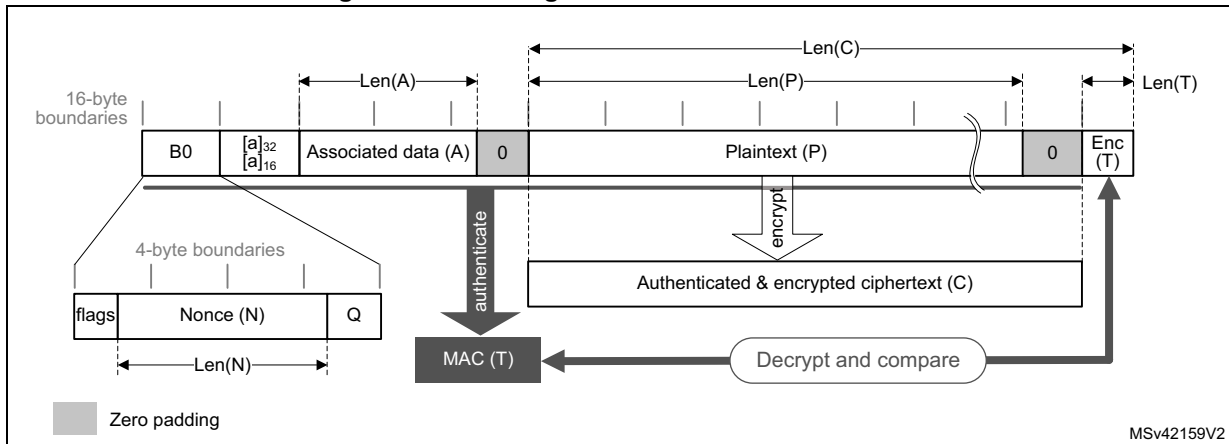 Len(C)
Len(A)
Len(P)
Len(T)
16-byte
boundaries
B0
[a]32
[a]16
Associated data (A)
0
Plaintext (P)
0
Enc
(T)
authenticate
encrypt
4-byte boundaries
Authenticated & encrypted ciphertext (C)
flags
Nonce (N)
Q
Len(N)
MAC (T)
Decrypt and compare
Zero padding
MSv42159V2